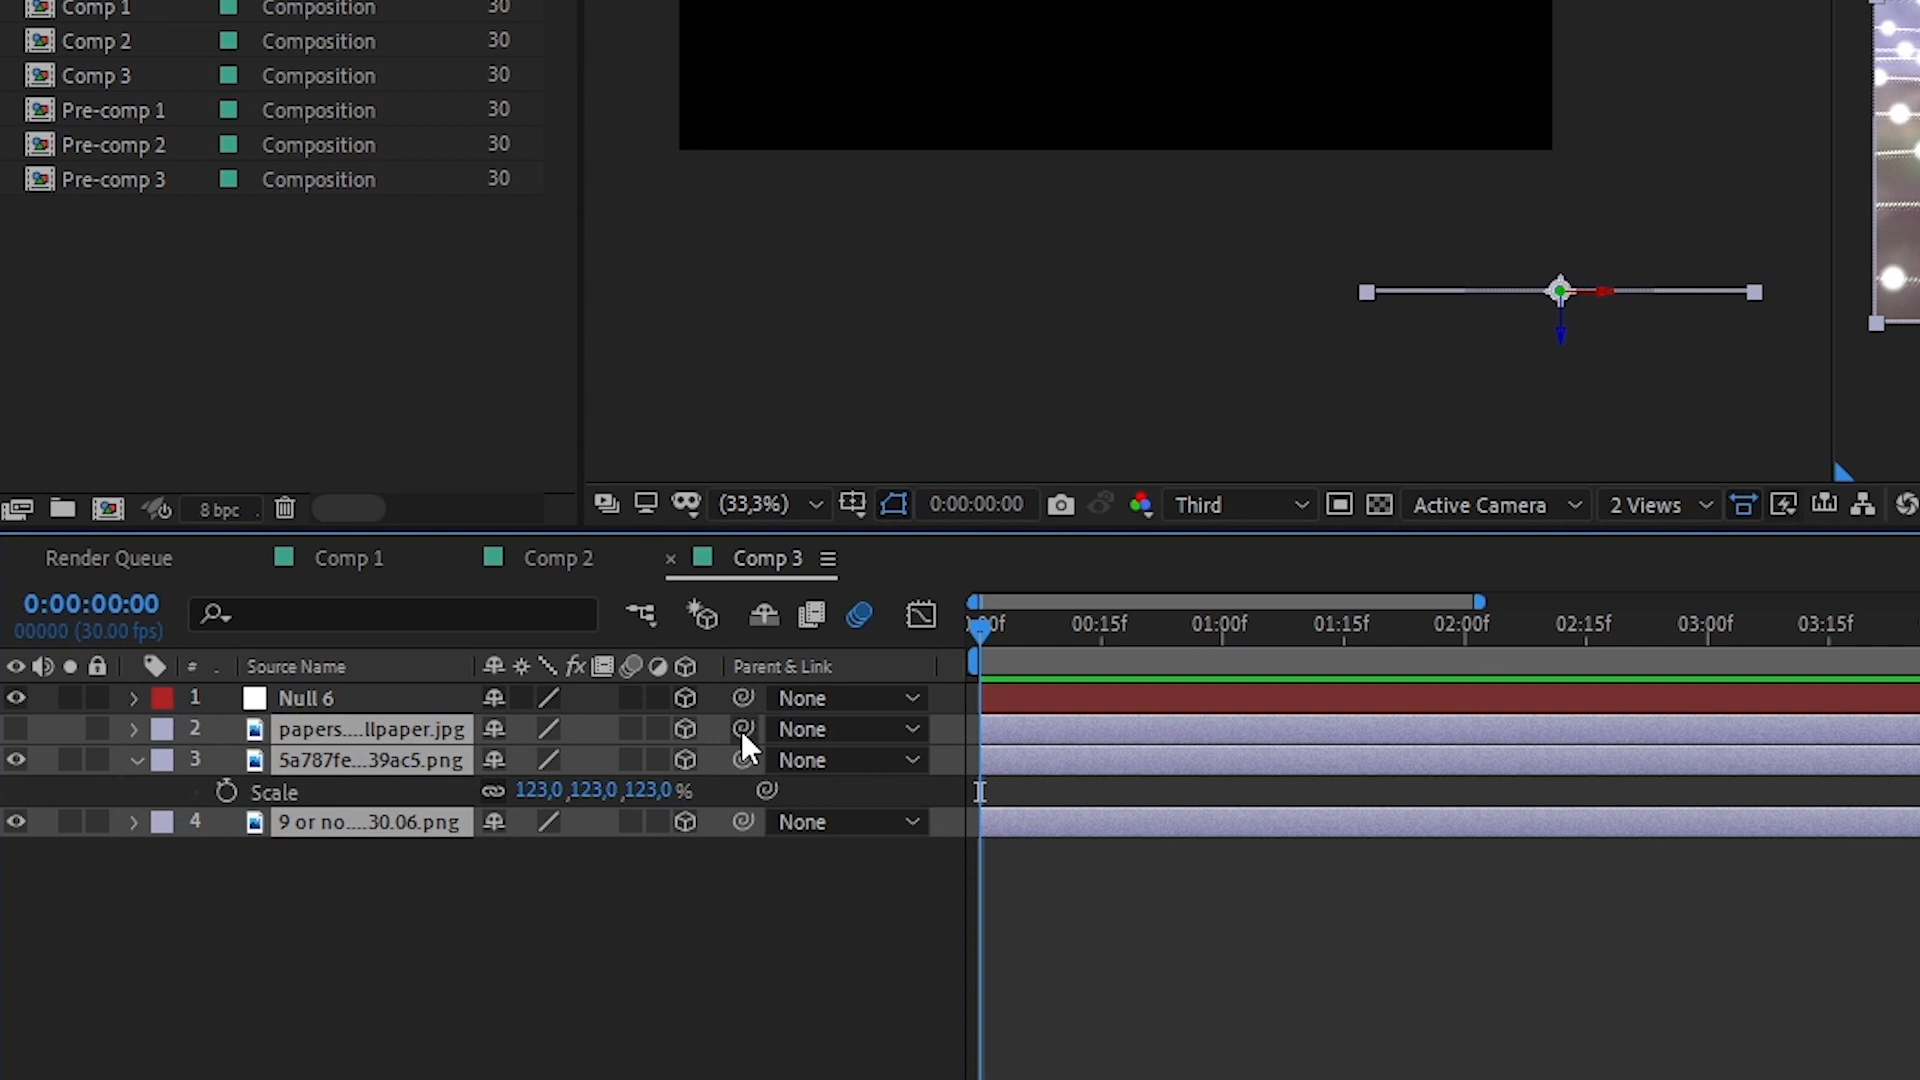 Comp 1 Composition 30
Comp 2 Composition 30
Comp 3 Composition 30
Pre-comp 1 Composition 30
Pre-comp 2 Composition 30
Pre-comp 3 Composition 30
8 bpc
(33,3%) 0:00:00:00 Third Active Camera 2 Views
Render Queue Comp 1 Comp 2 × Comp 3
0:00:00:00
00000 (30.00 fps)
00f 00:15f 01:00f 01:15f 02:00f 02:15f 03:00f 03:15f
# . Source Name fx Parent & Link
1 Null 6 None
2 papers....llpaper.jpg None
3 5a787fe...39ac5.png None
Scale 123,0,123,0,123,0 %
4 9 or no....30.06.png None